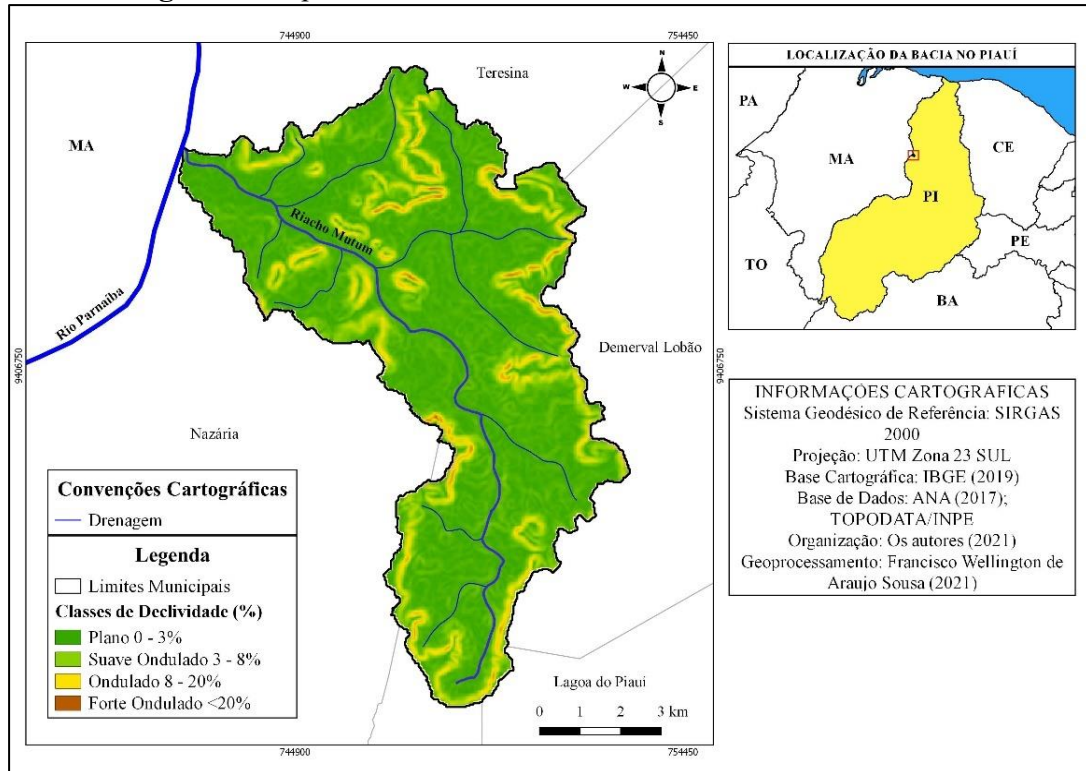 744900
754450
Teresina
N
W
E
S
MA
Riacho Mutum
Rio Parnaíba
9406750
9406750
Demerval Lobão
Nazária
Lagoa do Piauí
Convenções Cartográficas
Drenagem
Legenda
Limites Municipais
Classes de Declividade (%)
Plano 0 - 3%
Suave Ondulado 3 - 8%
Ondulado 8 - 20%
Forte Ondulado <20%
0 1 2 3 km
744900
754450
LOCALIZAÇÃO DA BACIA NO PIAUÍ
PA
MA
CE
PI
PE
TO
BA
INFORMAÇÕES CARTOGRAFICAS
Sistema Geodésico de Referência: SIRGAS
2000
Projeção: UTM Zona 23 SUL
Base Cartográfica: IBGE (2019)
Base de Dados: ANA (2017);
TOPODATA/INPE
Organização: Os autores (2021)
Geoprocessamento: Francisco Wellington de
Araujo Sousa (2021)